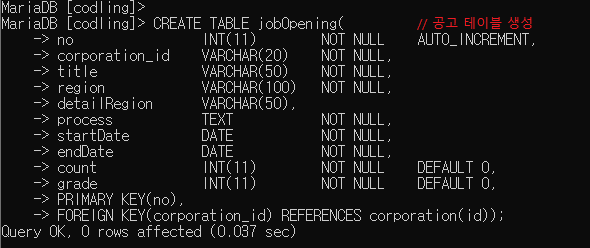 MariaDB [codling]>
MariaDB [codling]> CREATE TABLE jobOpening( // 공고 테이블 생성
-> no INT(11) NOT NULL AUTO_INCREMENT,
-> corporation_id VARCHAR(20) NOT NULL,
-> title VARCHAR(50) NOT NULL,
-> region VARCHAR(100) NOT NULL,
-> detailRegion VARCHAR(50),
-> process TEXT NOT NULL,
-> startDate DATE NOT NULL,
-> endDate DATE NOT NULL,
-> count INT(11) NOT NULL DEFAULT 0,
-> grade INT(11) NOT NULL DEFAULT 0,
-> PRIMARY KEY(no),
-> FOREIGN KEY(corporation_id) REFERENCES corporation(id));
Query OK, 0 rows affected (0.037 sec)